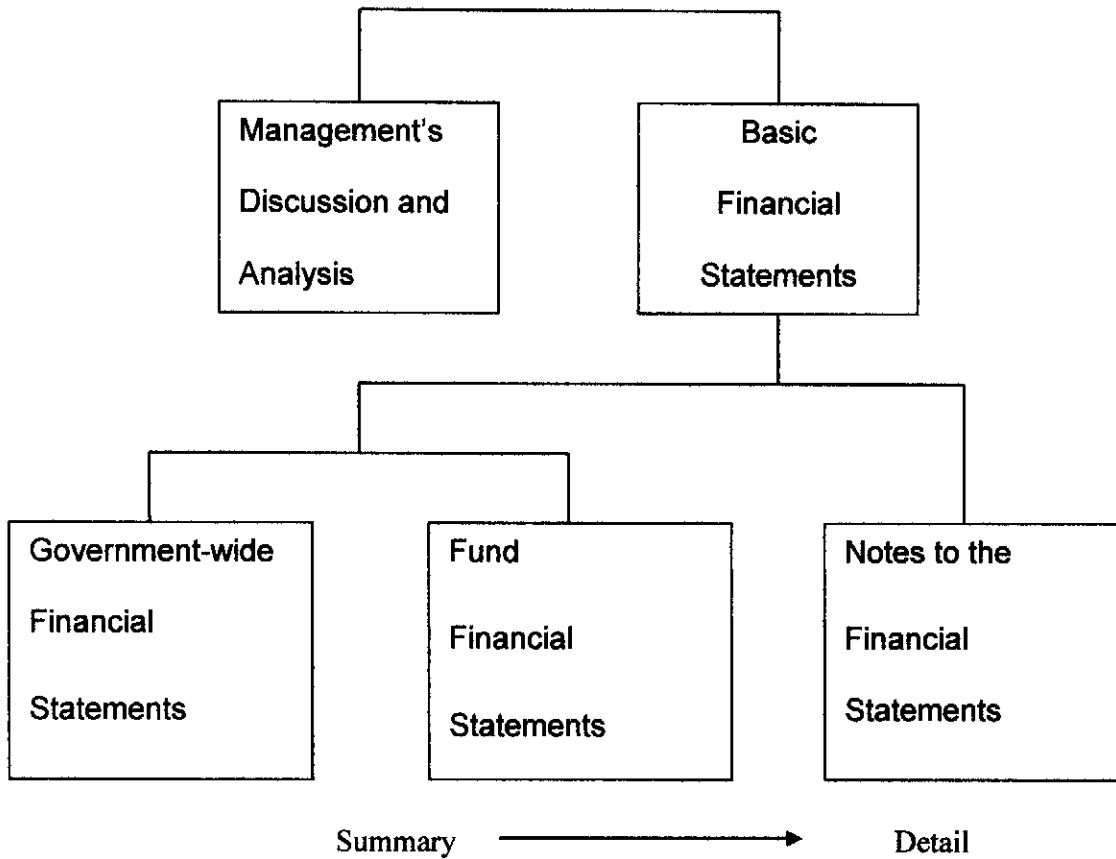 Management's
Discussion and
Analysis
Basic
Financial
Statements
Government-wide
Financial
Statements
Fund
Financial
Statements
Notes to the
Financial
Statements
Summary Detail